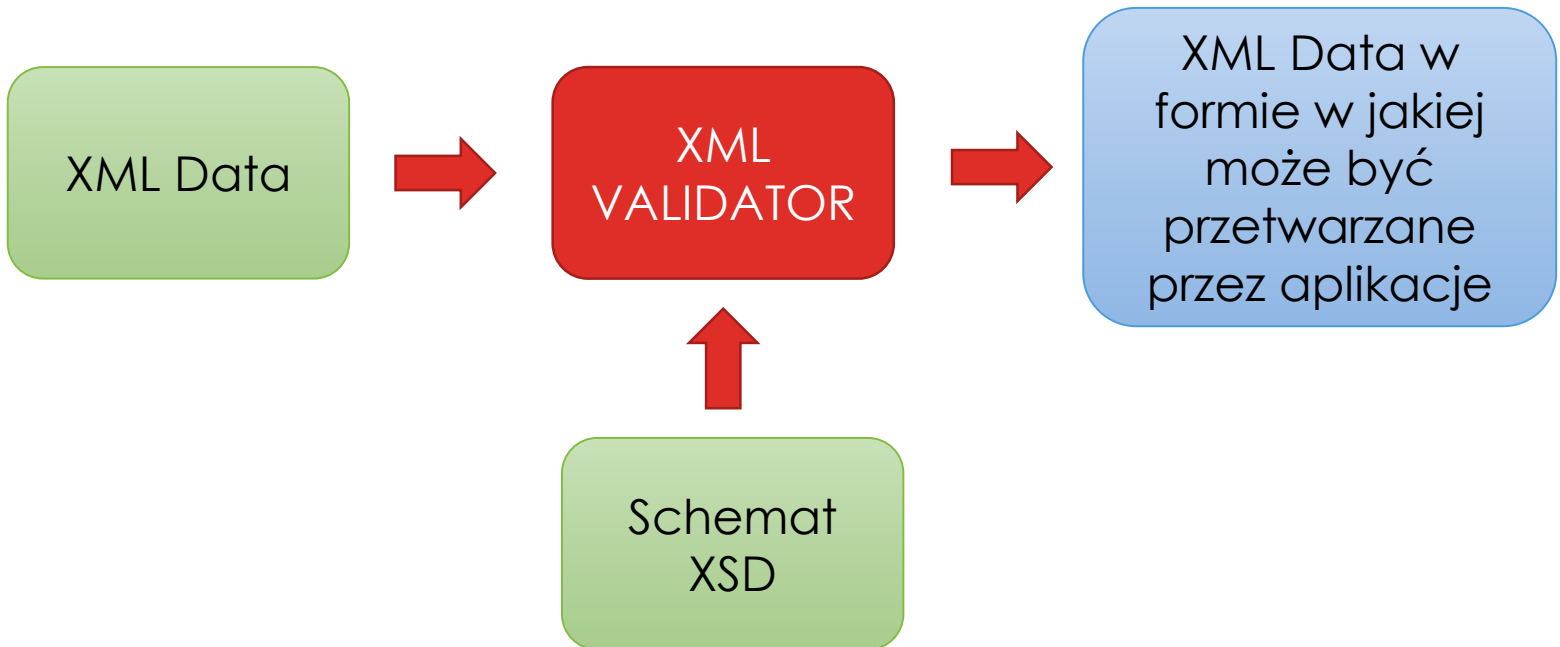 XML Data
XML
VALIDATOR
XML Data w
formie w jakiej
może być
przetwarzane
przez aplikacje
Schemat
XSD